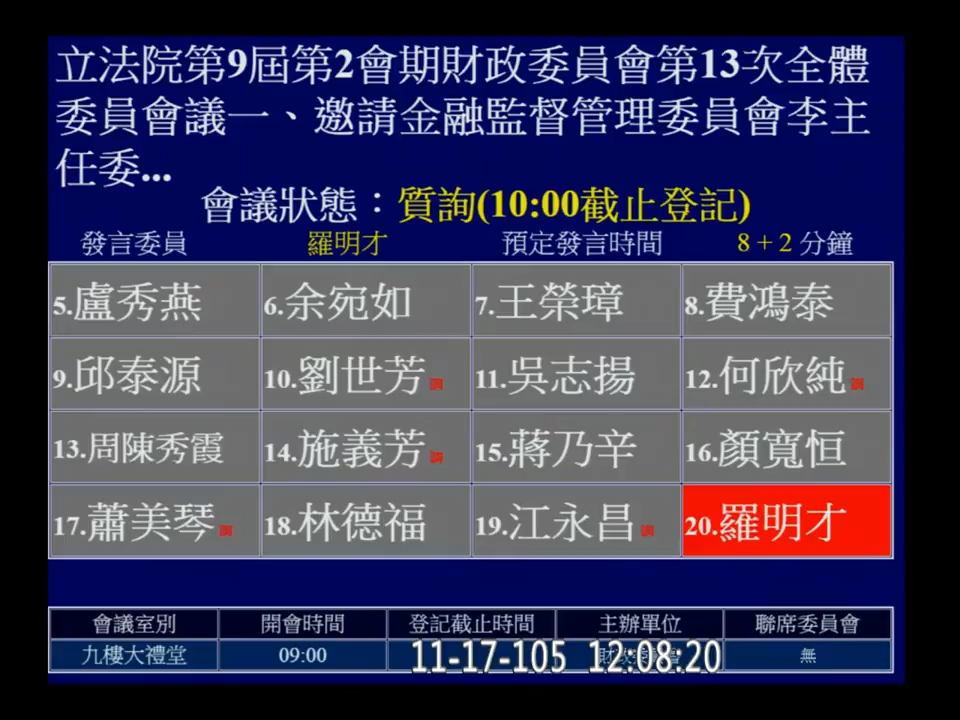 立法院第9屆第2會期財政委員會第13次全體
委員會議一、邀請金融監督管理委員會李主
任委...
會議狀態：質詢(10:00截止登記)
發言委員 羅明才 預定發言時間 8 + 2 分鐘
5.盧秀燕 6.余宛如 7.王榮璋 8.費鴻泰
9.邱泰源 10.劉世芳 11.吳志揚 12.何欣純
13.周陳秀霞 14.施義芳 15.蔣乃辛 16.顏寬恒
17.蕭美琴 18.林德福 19.江永昌 20.羅明才
會議室別 開會時間 登記截止時間 主辦單位 聯席委員會
九樓大禮堂 09:00 11-17-105 12:08:20 無